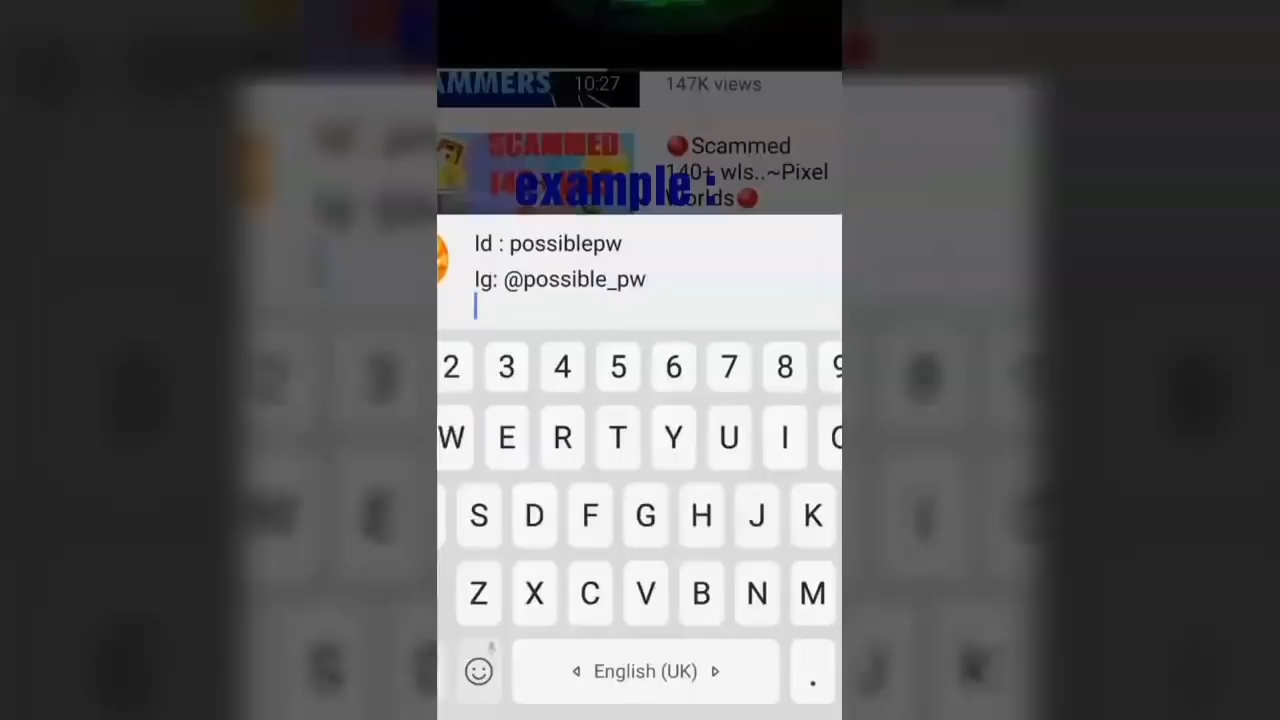 AMMERS
10:27
147K views
SCAMMED
🔴Scammed
140+ wls..~Pixel
Worlds🔴
example :
Id : possiblepw
Ig: @possible_pw
2 3 4 5 6 7 8 9
W E R T Y U I
S D F G H J K
Z X C V B N M
English (UK)
.